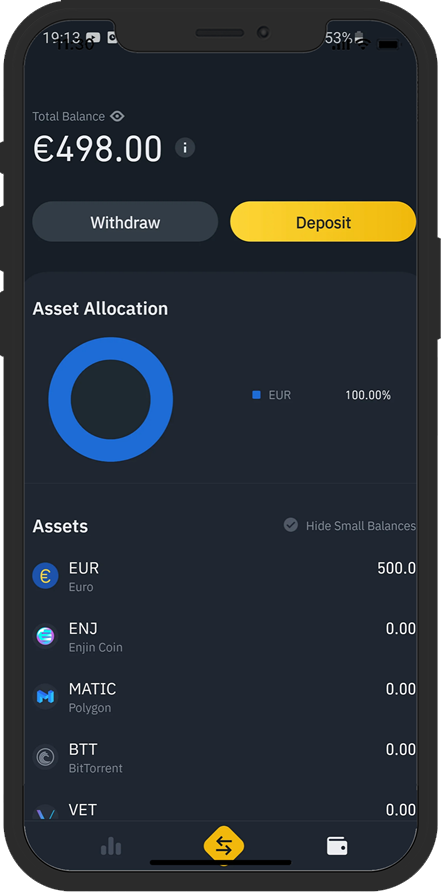 19:13 53%
11:30
Total Balance
€498.00
Withdraw Deposit
Asset Allocation
EUR 100.00%
Assets Hide Small Balances
EUR 500.0
Euro
ENJ 0.00
Enjin Coin
MATIC 0.00
Polygon
BTT 0.00
BitTorrent
VET 0.00